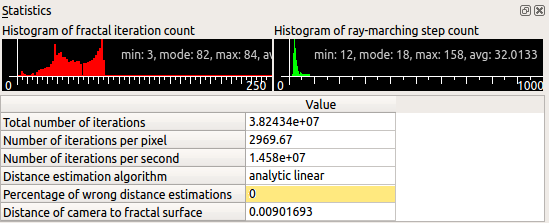 Statistics
Histogram of fractal iteration count
Histogram of ray-marching step count
min: 3, mode: 82, max: 84, av
min: 12, mode: 18, max: 158, avg: 32.0133
0
250
0
1000
Value
Total number of iterations 3.82434e+07
Number of iterations per pixel 2969.67
Number of iterations per second 1.458e+07
Distance estimation algorithm analytic linear
Percentage of wrong distance estimations 0
Distance of camera to fractal surface 0.00901693